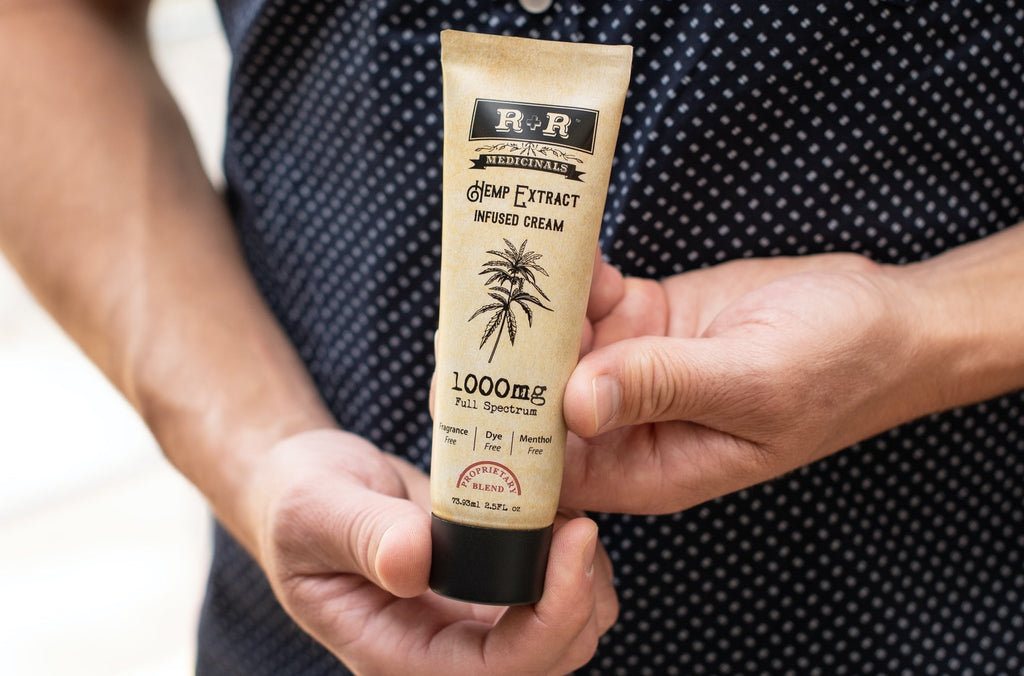 R+R™
MEDICINALS
HEMP EXTRACT
INFUSED CREAM
1000mg
Full Spectrum
Fragrance Free
Dye Free
Menthol Free
PROPRIETARY
BLEND
73.93ml 2.5FL oz